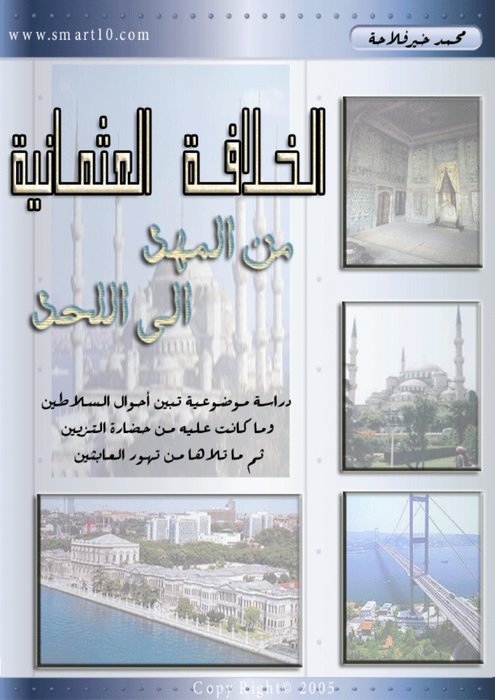 www.smart10.com
محمد خير فلاحة
الخلافة العثمانية
من المهد
الى اللحد
دراسة موضوعية تبين أحوال السلاطين
وما كانت عليه من حضارة التزيين
ثم ما تلاها من تهور العابثين
Copy Right© 2005